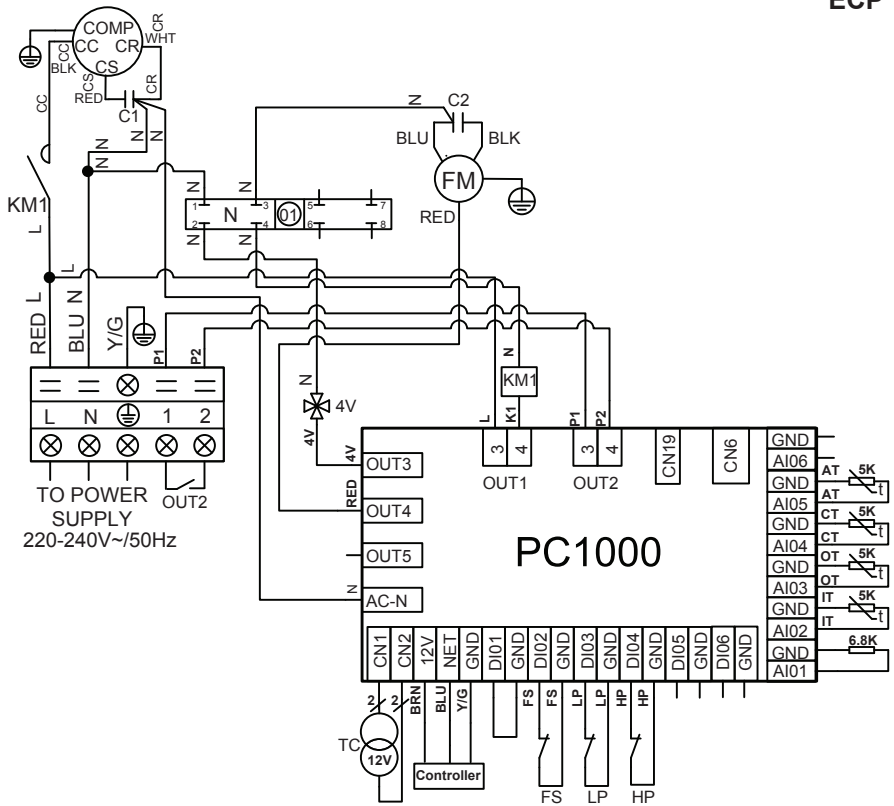 ECP
CR
COMP
CC
CR
WHT
CC
BLK
CS
CS
RED
CR
C1
CC
N
N
N
N
N
KM1
L
L
N
C2
BLU
BLK
FM
RED
N
N
1
3
5
7
N
01
2
4
6
8
N
N
RED L
BLU N
Y/G
P1
P2
L
N
1
2
TO POWER
SUPPLY
220-240V~/50Hz
OUT2
N
4V
4V
N
KM1
L
K1
P1
P2
3
4
3
4
OUT1
OUT2
CN19
CN6
4V
OUT3
RED
OUT4
OUT5
N
AC-N
PC1000
GND
AI06
GND
AI05
GND
AI04
GND
AI03
GND
AI02
GND
AI01
AT
5K
t
AT
CT
5K
t
CT
OT
5K
t
OT
IT
5K
t
IT
6.8K
CN1
CN2
12V
NET
GND
DI01
GND
DI02
GND
DI03
GND
DI04
GND
DI05
GND
DI06
GND
2
2
BRN
BLU
Y/G
FS
FS
LP
LP
HP
HP
TC
12V
Controller
FS
LP
HP